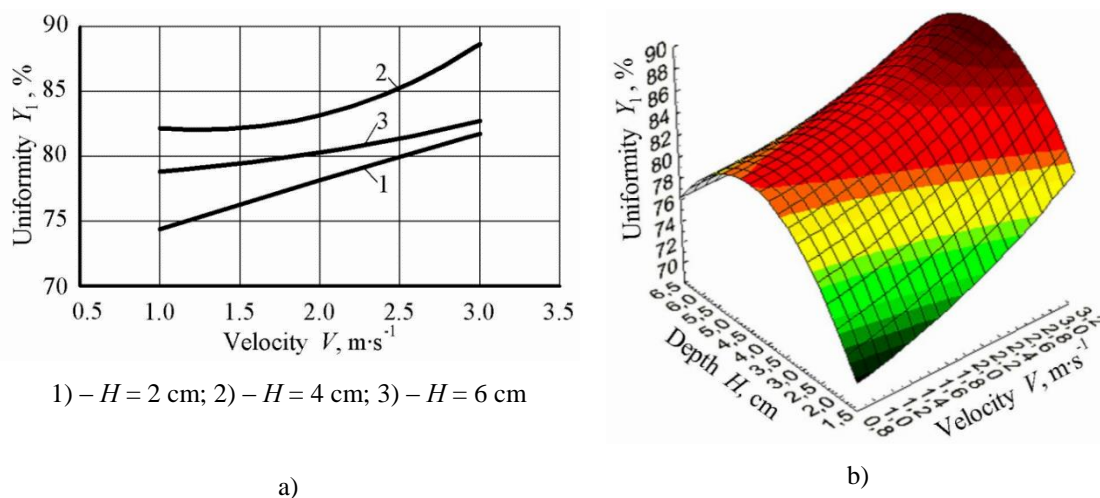 90
85
80
75
70
Uniformity Y₁, %
2
3
1
0.5 1.0 1.5 2.0 2.5 3.0 3.5
Velocity V, m·s⁻¹
1) – H = 2 cm; 2) – H = 4 cm; 3) – H = 6 cm
a)
90
88
86
84
82
80
78
76
74
72
70
Uniformity Y₁, %
Depth H, cm
Velocity V, m·s⁻¹
b)